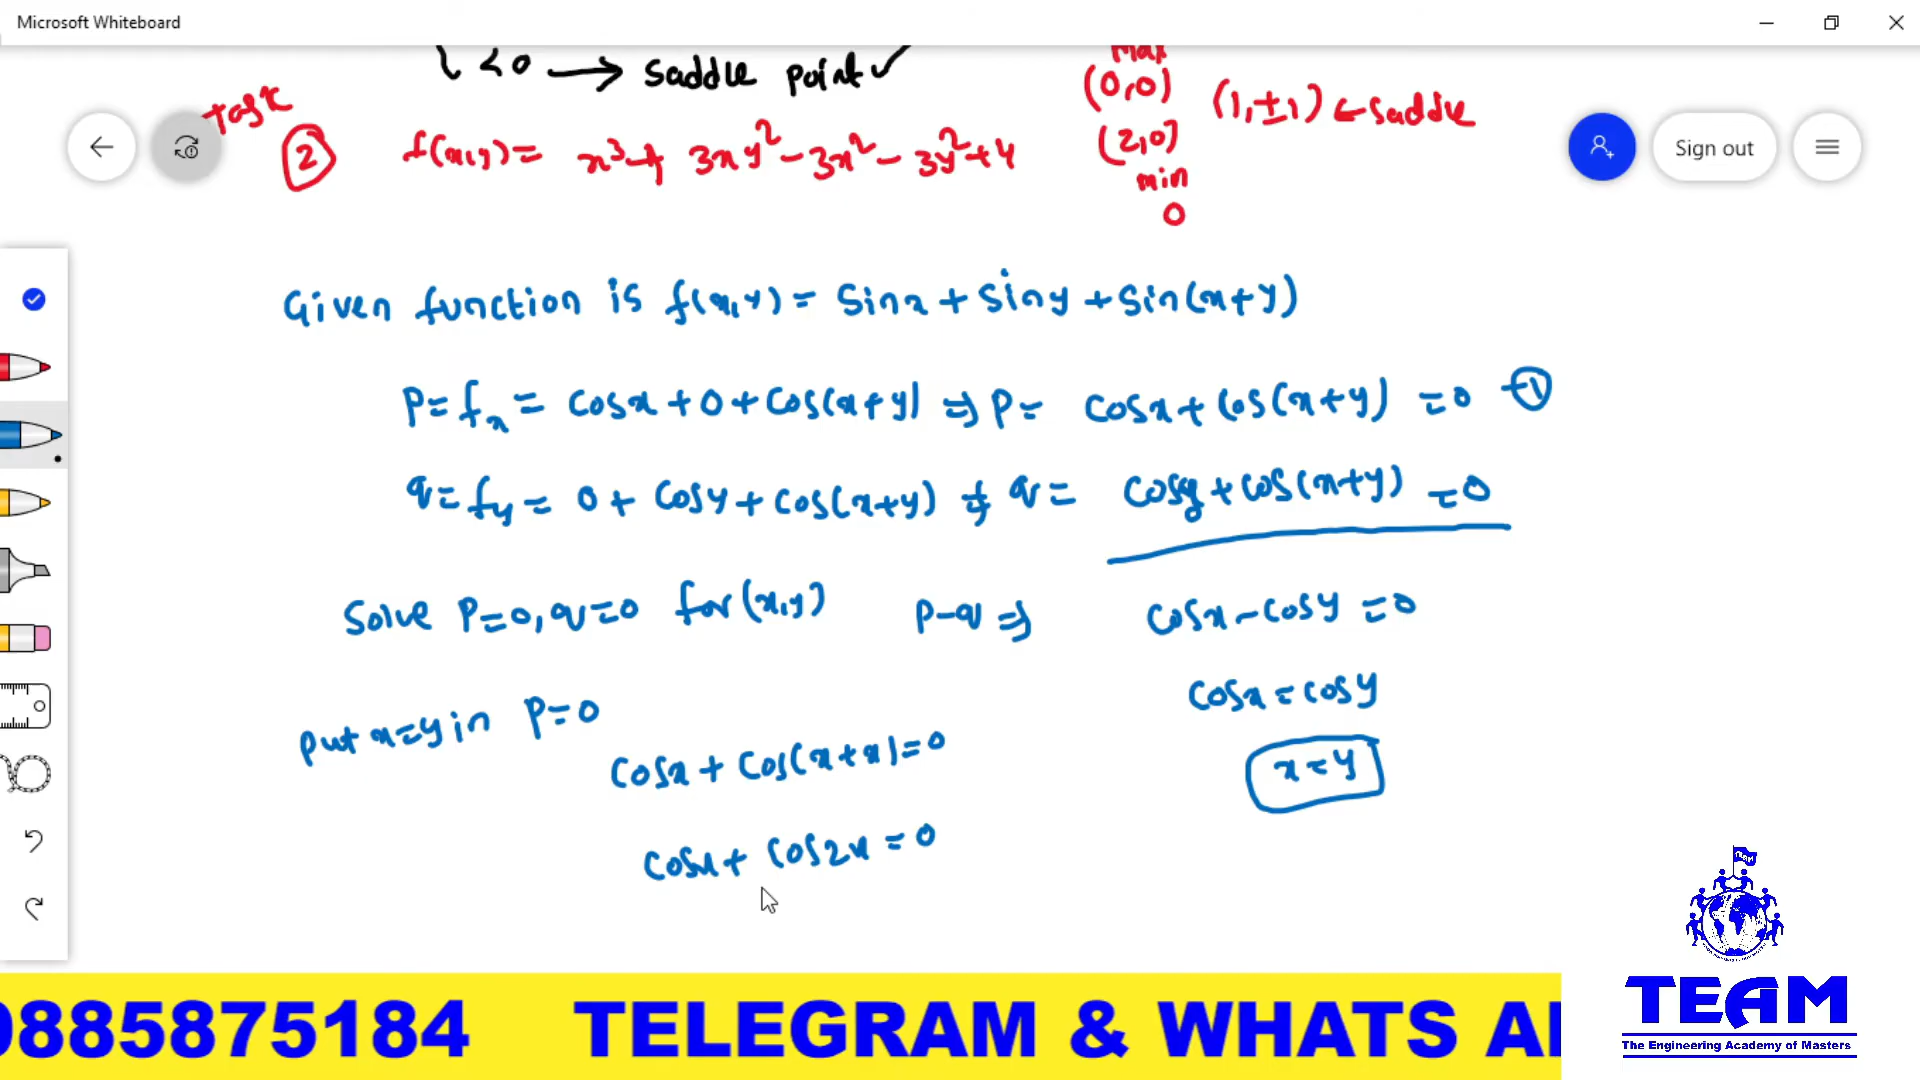 Microsoft Whiteboard
<0 → saddle point ✓
Max
(0,0)
(1,±1) ← saddle
Task
② f(x,y) = x³ + 3xy² - 3x² - 3y² + 4
(2,0)
min
0
Sign out
Given function is f(x,y) = Sinx + Siny + Sin(x+y)
P = fₓ = cosx + 0 + cos(x+y) ⇒ P = cosx + cos(x+y) = 0 →①
q = f_y = 0 + cosy + cos(x+y) ⇒ q = cosy + cos(x+y) = 0
Solve P=0, q=0 for (x,y)
P-q ⇒ cosx - cosy = 0
cosx = cosy
x = y
put x=y in P=0
cosx + cos(x+x) = 0
cosx + cos2x = 0
TEAM
The Engineering Academy of Masters
885875184 TELEGRAM & WHATS A